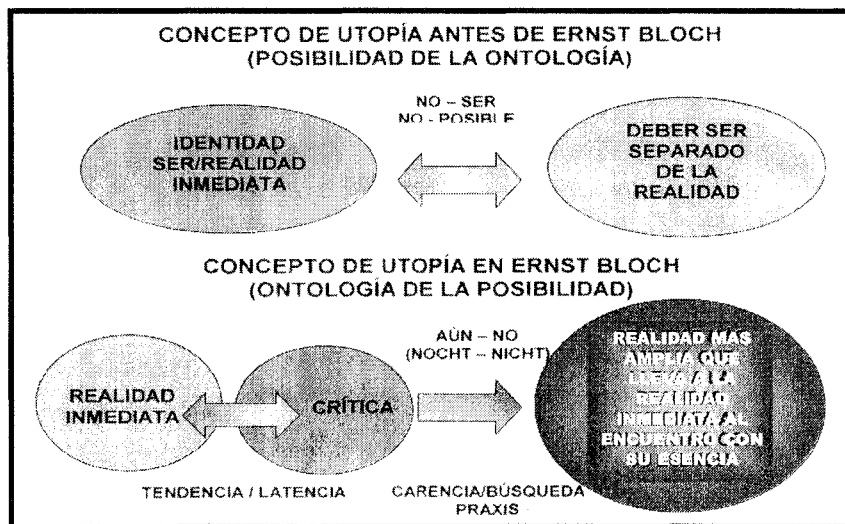 CONCEPTO DE UTOPÍA ANTES DE ERNST BLOCH
(POSIBILIDAD DE LA ONTOLOGÍA)
NO – SER
NO - POSIBLE
IDENTIDAD
SER/REALIDAD
INMEDIATA
DEBER SER
SEPARADO
DE LA
REALIDAD
CONCEPTO DE UTOPÍA EN ERNST BLOCH
(ONTOLOGÍA DE LA POSIBILIDAD)
AÙN – NO
(NOCHT – NICHT)
REALIDAD
INMEDIATA
CRÍTICA
REALIDAD MAS
AMPLIA QUE
LLEVA A LA
REALIDAD
INMEDIATA AL
ENCUENTRO CON
SU ESENCIA
TENDENCIA / LATENCIA
CARENCIA/BÚSQUEDA
PRAXIS